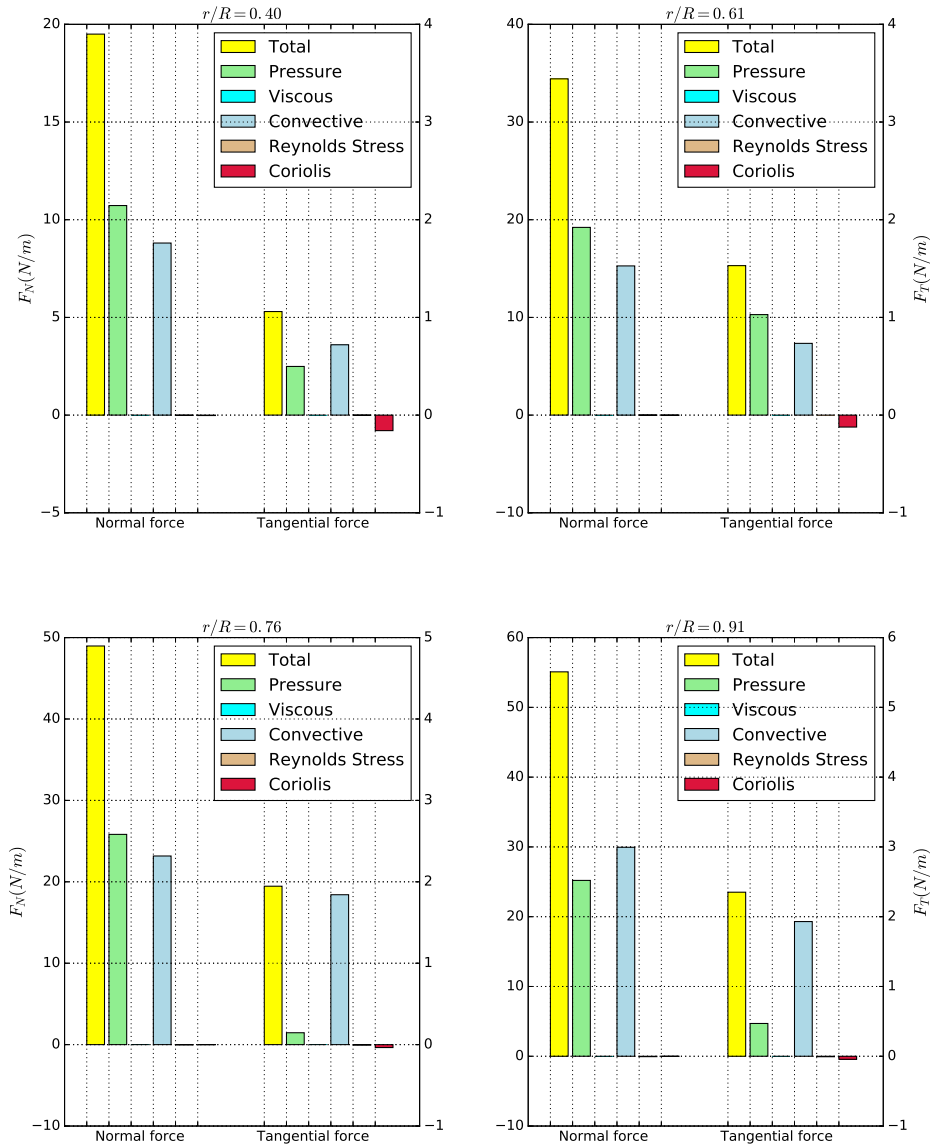 r/R = 0.40
20
15
10
5
0
−5
4
3
2
1
0
−1
F_N(N/m)
Total
Pressure
Viscous
Convective
Reynolds Stress
Coriolis
Normal force
Tangential force
r/R = 0.61
40
30
20
10
0
−10
4
3
2
1
0
−1
F_T(N/m)
Total
Pressure
Viscous
Convective
Reynolds Stress
Coriolis
Normal force
Tangential force
r/R = 0.76
50
40
30
20
10
0
−10
5
4
3
2
1
0
−1
F_N(N/m)
Total
Pressure
Viscous
Convective
Reynolds Stress
Coriolis
Normal force
Tangential force
r/R = 0.91
60
50
40
30
20
10
0
−10
6
5
4
3
2
1
0
−1
F_T(N/m)
Total
Pressure
Viscous
Convective
Reynolds Stress
Coriolis
Normal force
Tangential force